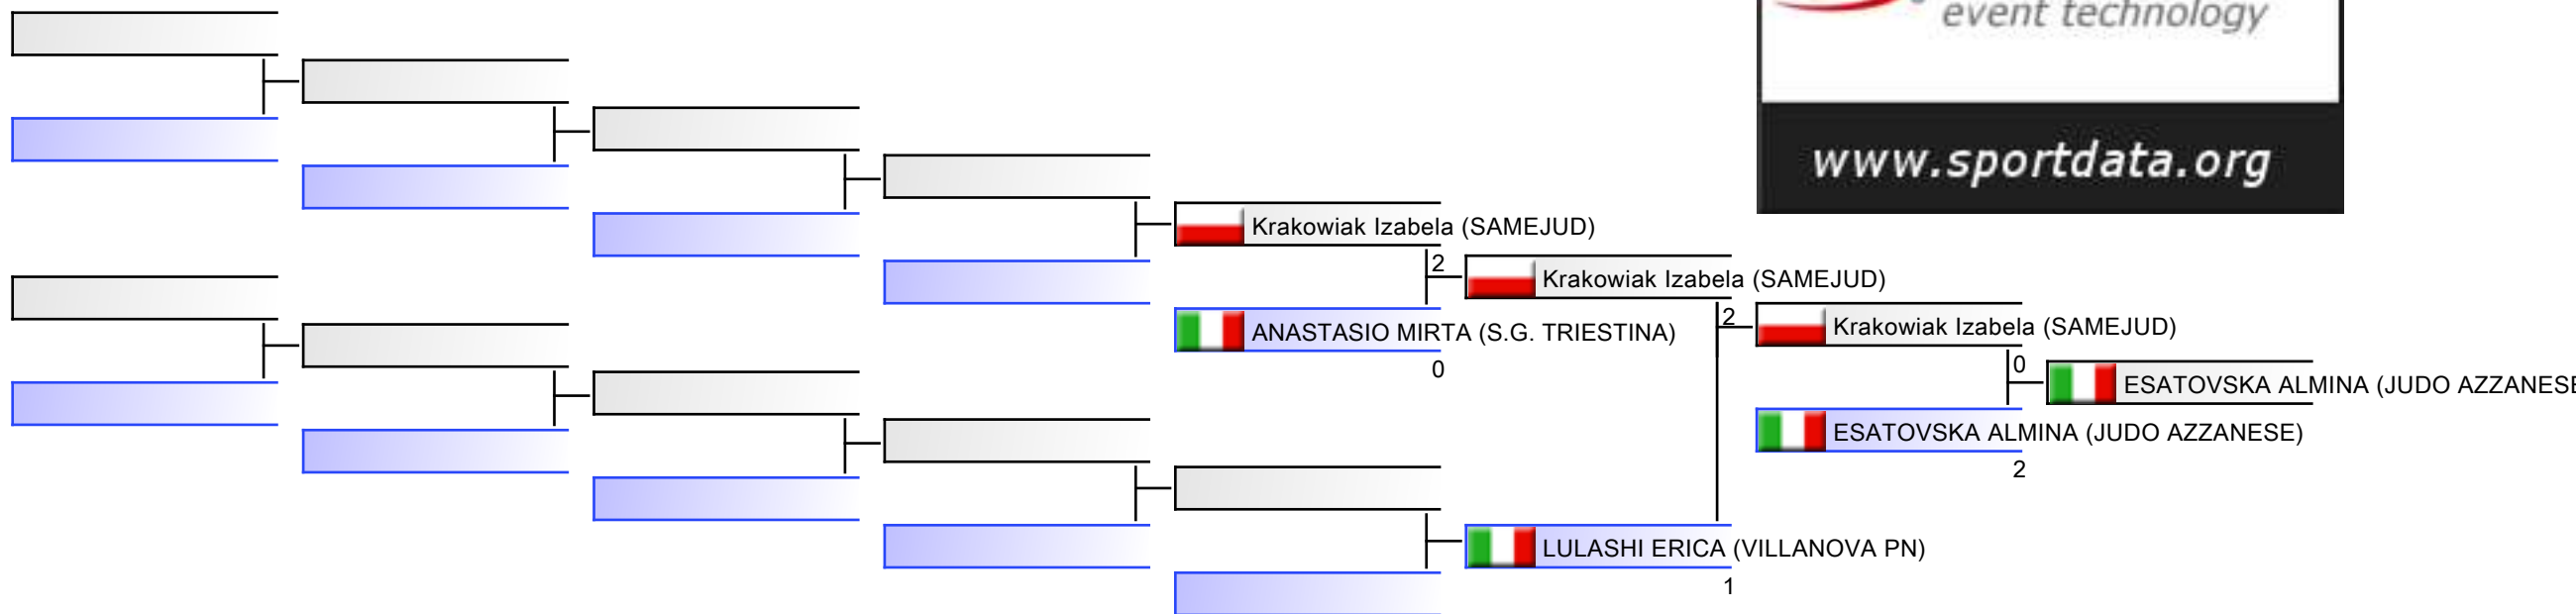 event technology
www.sportdata.org
Krakowiak Izabela (SAMEJUD)
2
Krakowiak Izabela (SAMEJUD)
ANASTASIO MIRTA (S.G. TRIESTINA)
0
2
Krakowiak Izabela (SAMEJUD)
0
ESATOVSKA ALMINA (JUDO AZZANESE
ESATOVSKA ALMINA (JUDO AZZANESE)
2
LULASHI ERICA (VILLANOVA PN)
1